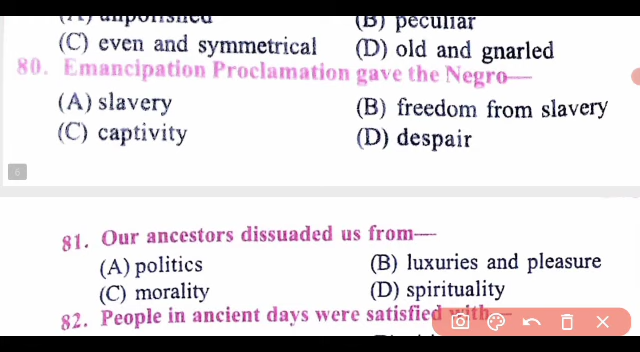 (B) peculiar
(C) even and symmetrical (D) old and gnarled
80. Emancipation Proclamation gave the Negro—
(A) slavery (B) freedom from slavery
(C) captivity (D) despair
6
81. Our ancestors dissuaded us from—
(A) politics (B) luxuries and pleasure
(C) morality (D) spirituality
82. People in ancient days were satisfied with—